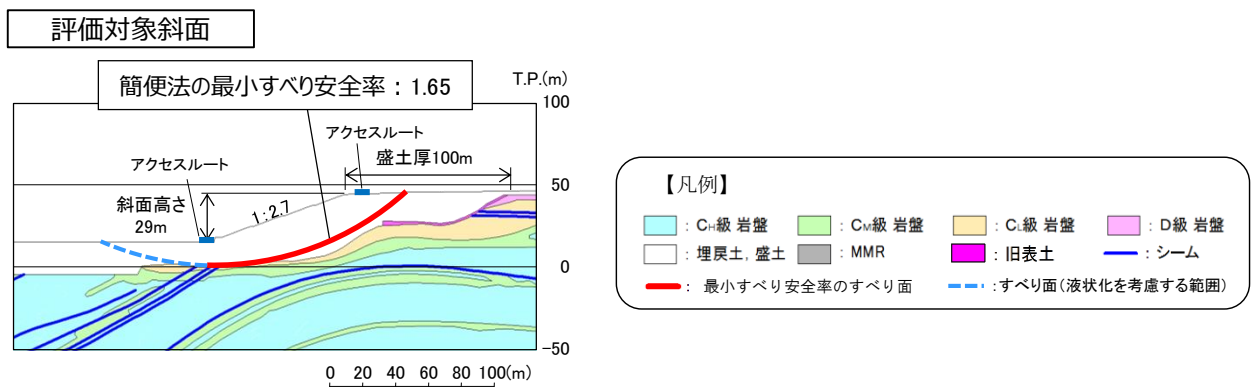 評価対象斜面
簡便法の最小すべり安全率：1.65
T.P.(m)
100
アクセスルート
盛土厚100m
アクセスルート
50
斜面高さ
29m
1：2.7
0
-50
0 20 40 60 80 100(m)
【凡例】
：CH級 岩盤 ：CM級 岩盤 ：CL級 岩盤 ：D級 岩盤
：埋戻土，盛土 ：MMR ：旧表土 ：シーム
：最小すべり安全率のすべり面 ：すべり面(液状化を考慮する範囲)